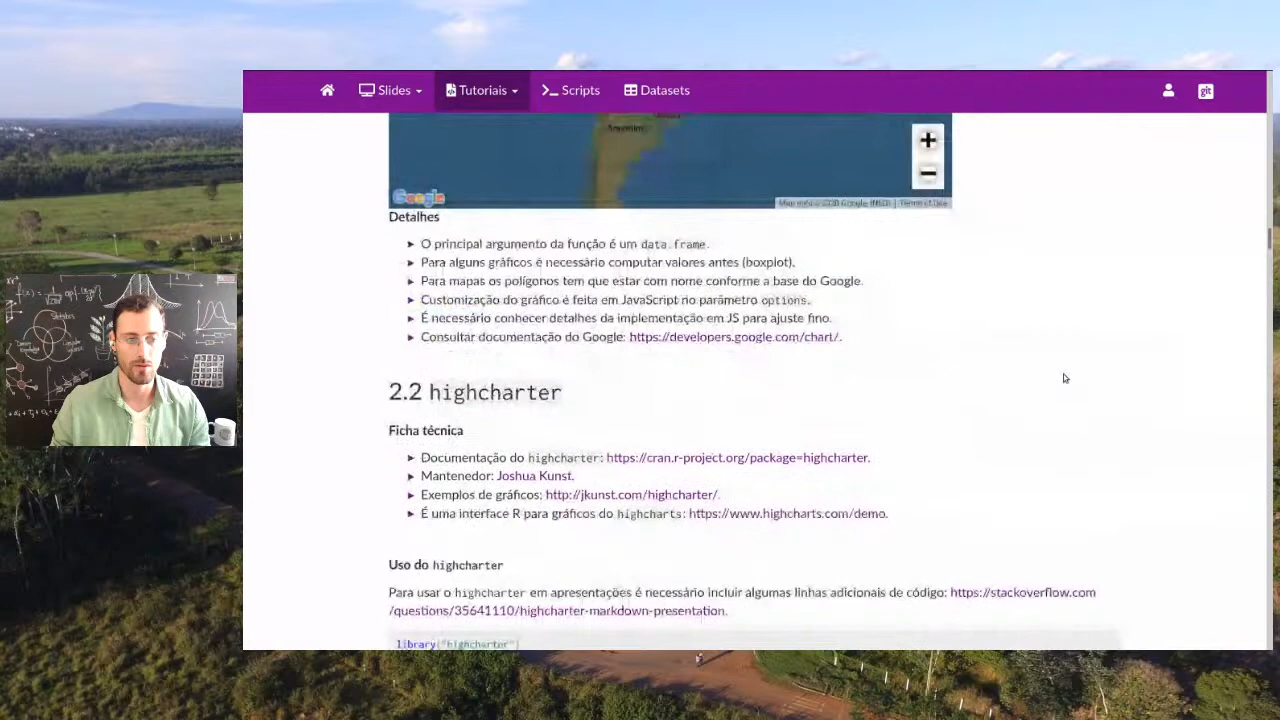 Slides
Tutoriais
Scripts
Datasets
git
Google
Terms of Use
Detalhes
O principal argumento da função é um data.frame.
Para alguns gráficos é necessário computar valores antes (boxplot).
Para mapas os polígonos tem que estar com nome conforme a base do Google.
Customização do gráfico é feita em JavaScript no parâmetro options.
É necessário conhecer detalhes da implementação em JS para ajuste fino.
Consultar documentação do Google: https://developers.google.com/chart/.
2.2 highcharter
Ficha técnica
Documentação do highcharter: https://cran.r-project.org/package=highcharter.
Mantenedor: Joshua Kunst.
Exemplos de gráficos: http://jkunst.com/highcharter/.
É uma interface R para gráficos do highcharts: https://www.highcharts.com/demo.
Uso do highcharter
Para usar o highcharter em apresentações é necessário incluir algumas linhas adicionais de código: https://stackoverflow.com
/questions/35641110/highcharter-markdown-presentation.
library("highcharter")